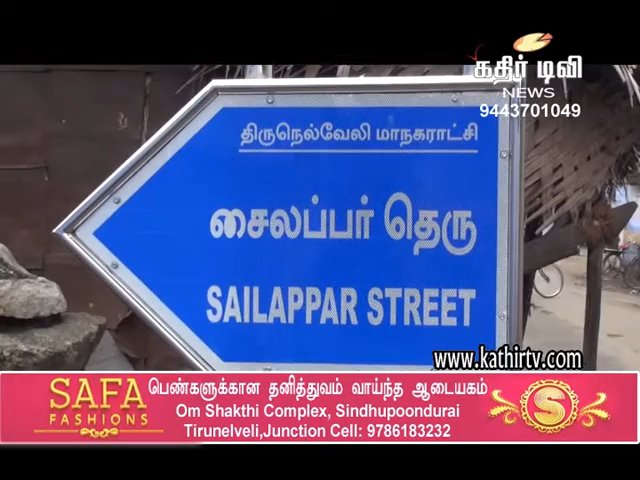 கதிர் டிவி
NEWS
9443701049
திருநெல்வேலி மாநகராட்சி
சைலப்பர் தெரு
SAILAPPAR STREET
www.kathirtv.com
SAFA
FASHIONS
பெண்களுக்கான தனித்துவம் வாய்ந்த ஆடையகம்
Om Shakthi Complex, Sindhupoondurai
Tirunelveli,Junction Cell: 9786183232
S